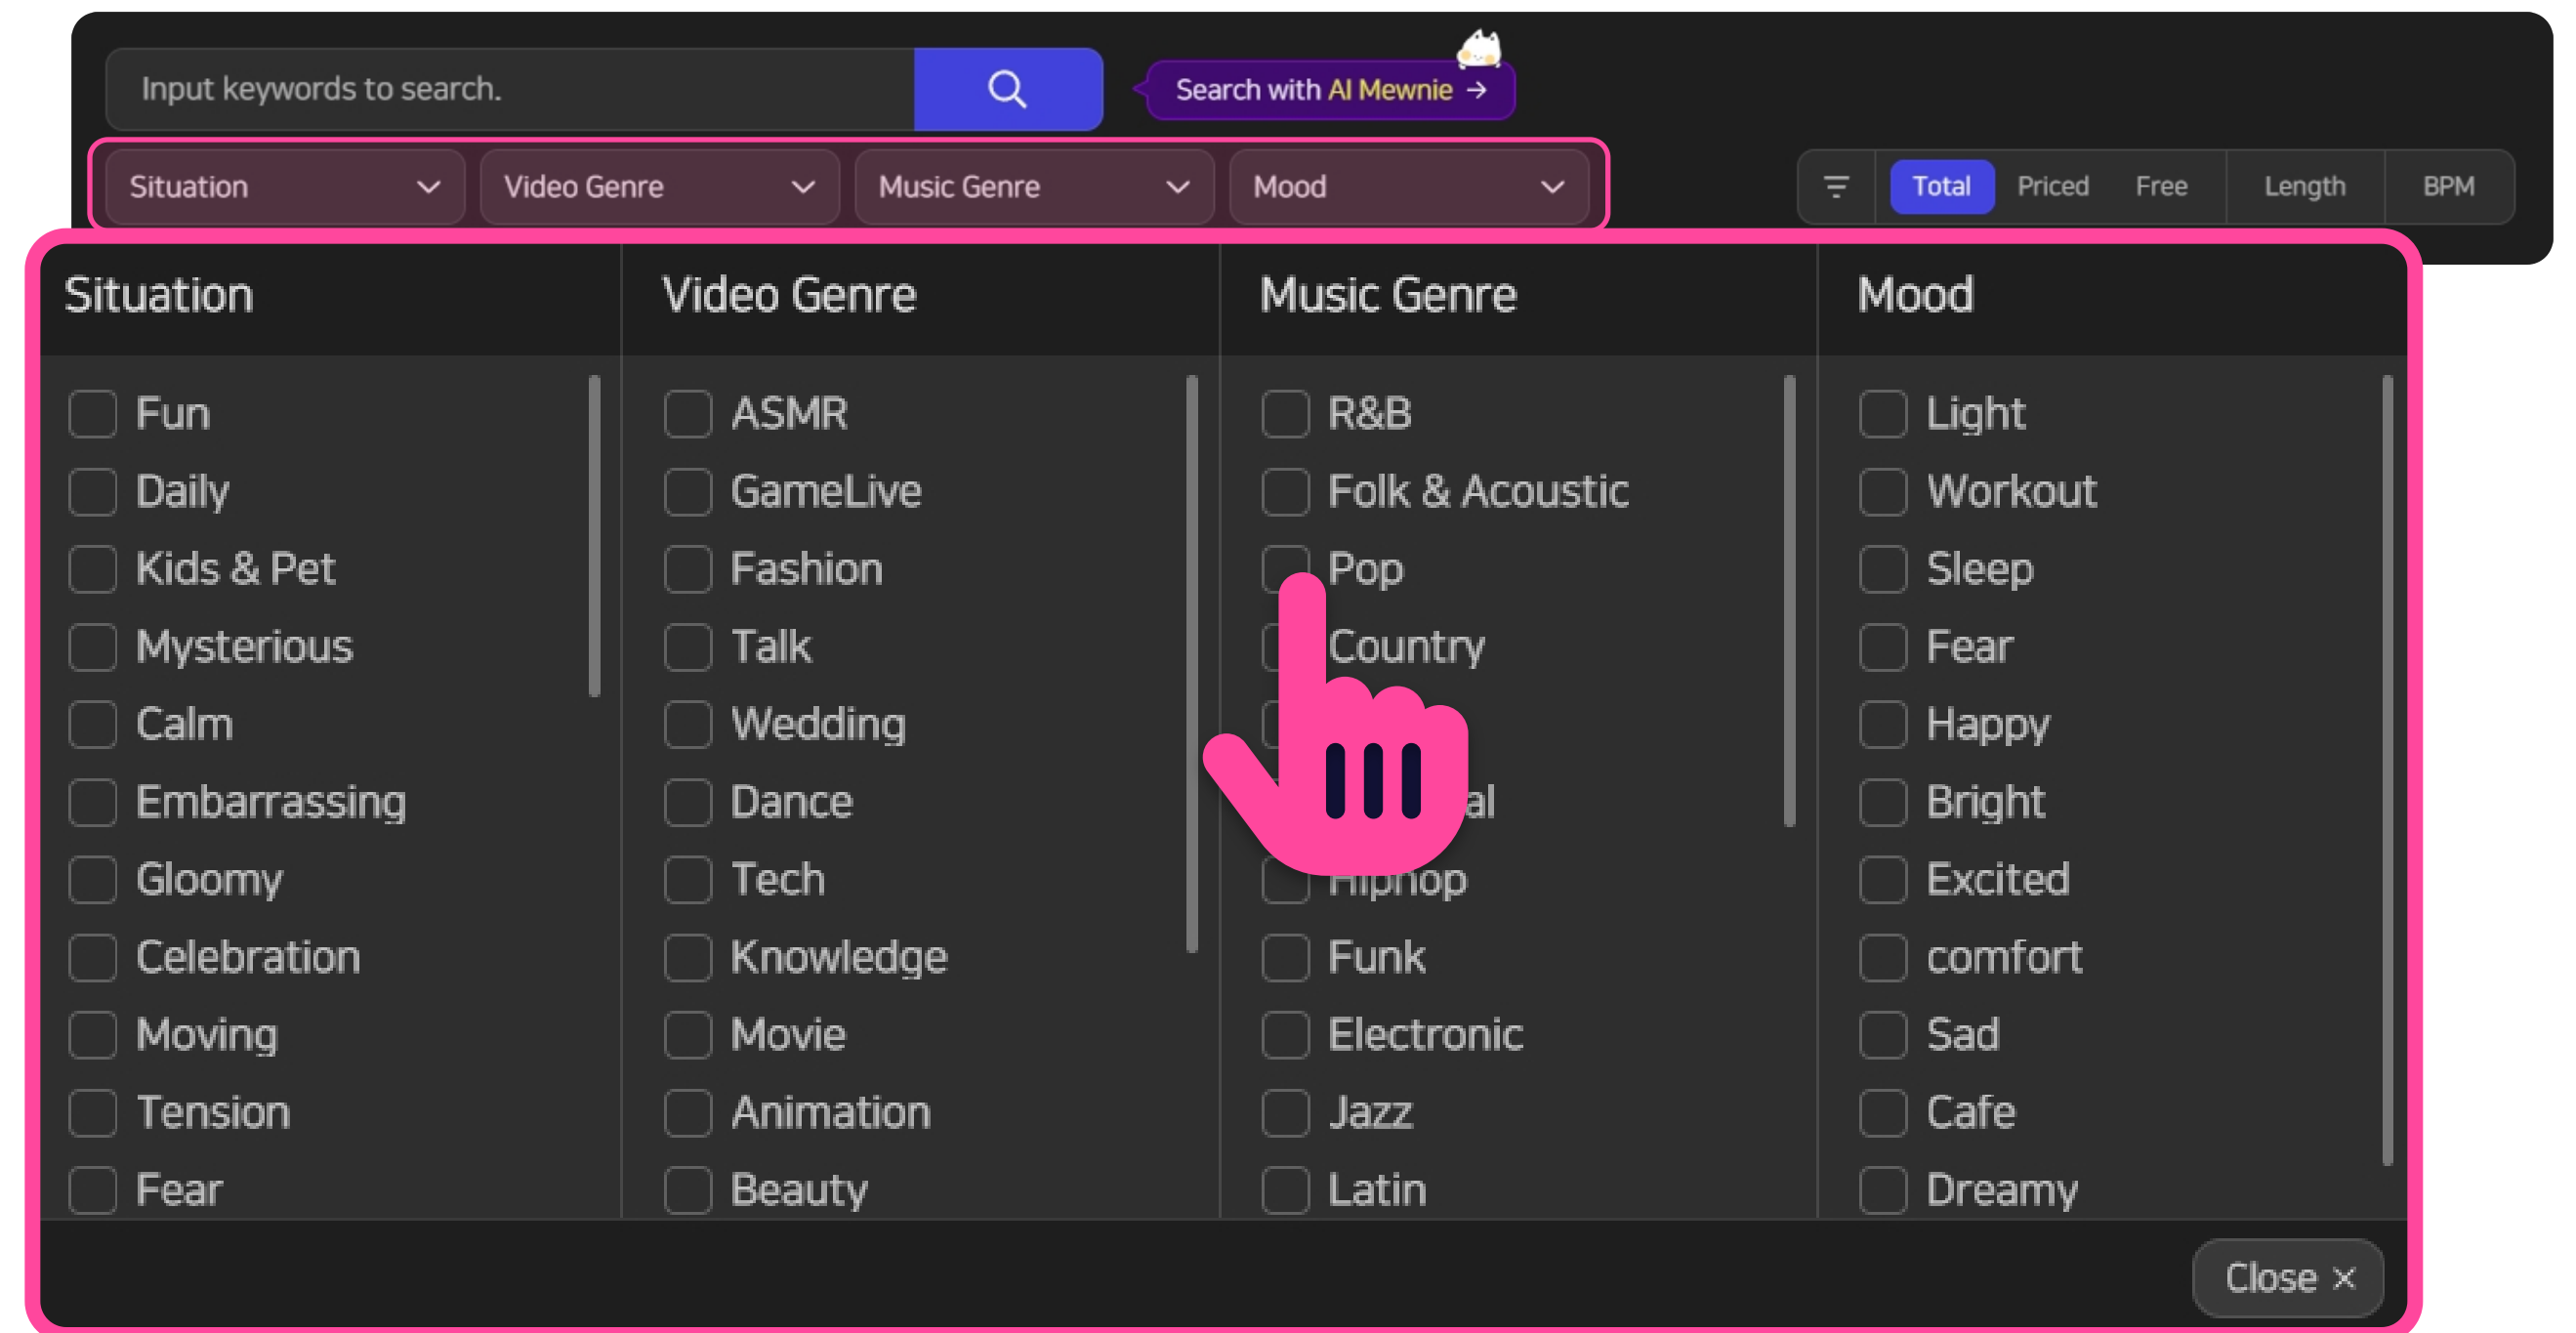 Input keywords to search.
Search with AI Mewnie →
Situation
Video Genre
Music Genre
Mood
Total
Priced
Free
Length
BPM
Situation
Fun
Daily
Kids & Pet
Mysterious
Calm
Embarrassing
Gloomy
Celebration
Moving
Tension
Fear
Video Genre
ASMR
GameLive
Fashion
Talk
Wedding
Dance
Tech
Knowledge
Movie
Animation
Beauty
Music Genre
R&B
Folk & Acoustic
Pop
Country
Hiphop
Funk
Electronic
Jazz
Latin
Mood
Light
Workout
Sleep
Fear
Happy
Bright
Excited
comfort
Sad
Cafe
Dreamy
Close ×